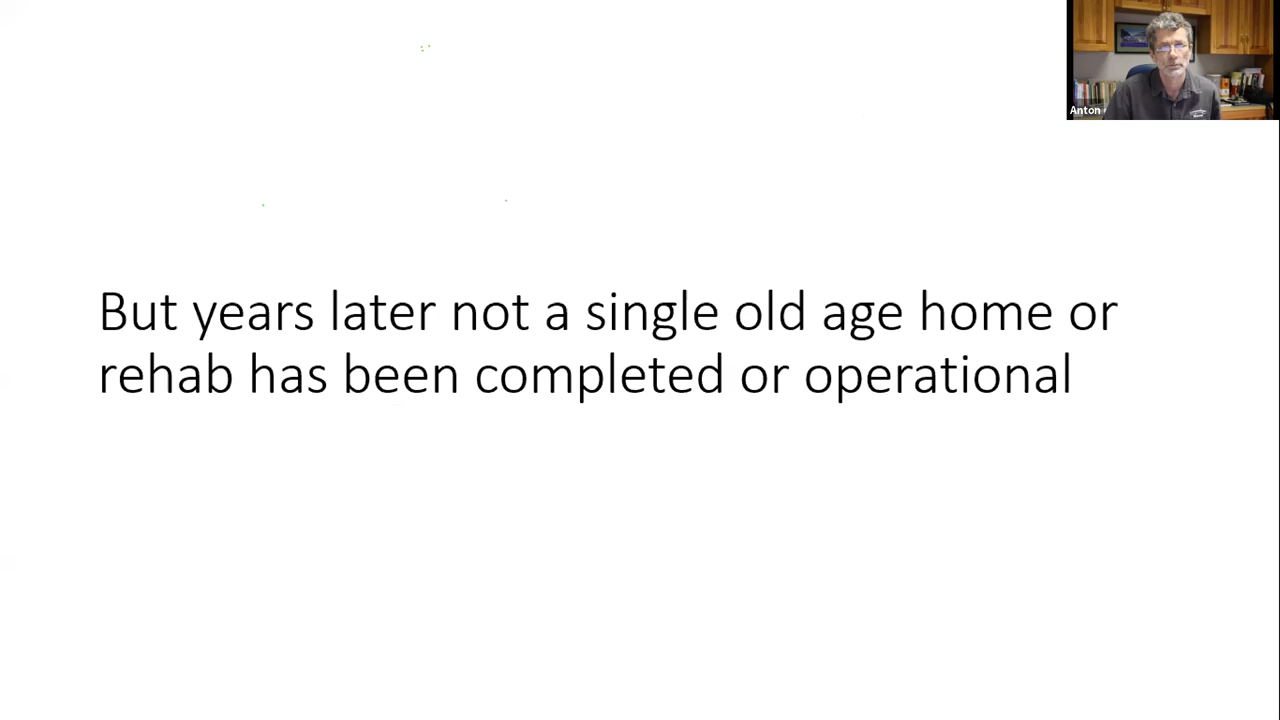 Anton
But years later not a single old age home or
rehab has been completed or operational